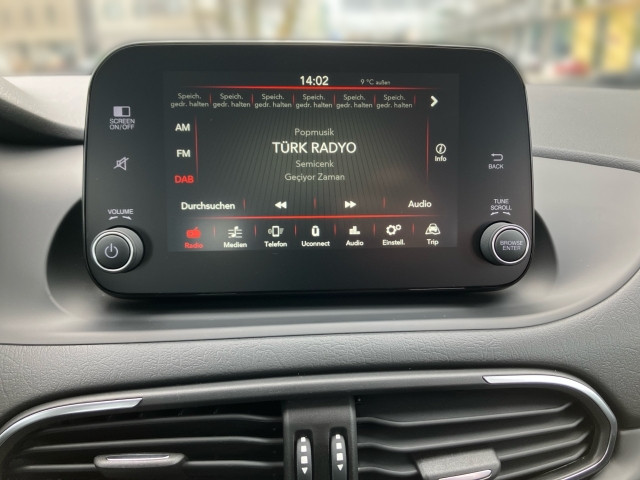 14:02 9 °C außen
Speich. Speich. Speich. Speich. Speich. Speich.
gedr. halten gedr. halten gedr. halten gedr. halten gedr. halten gedr. halten
SCREEN
ON/OFF
AM
FM
DAB
Popmusik
TÜRK RADYO
Semicenk
Geçiyor Zaman
i
Info
BACK
Durchsuchen Audio
VOLUME
TUNE
SCROLL
Radio Medien Telefon Uconnect Audio Einstell. Trip
BROWSE
ENTER